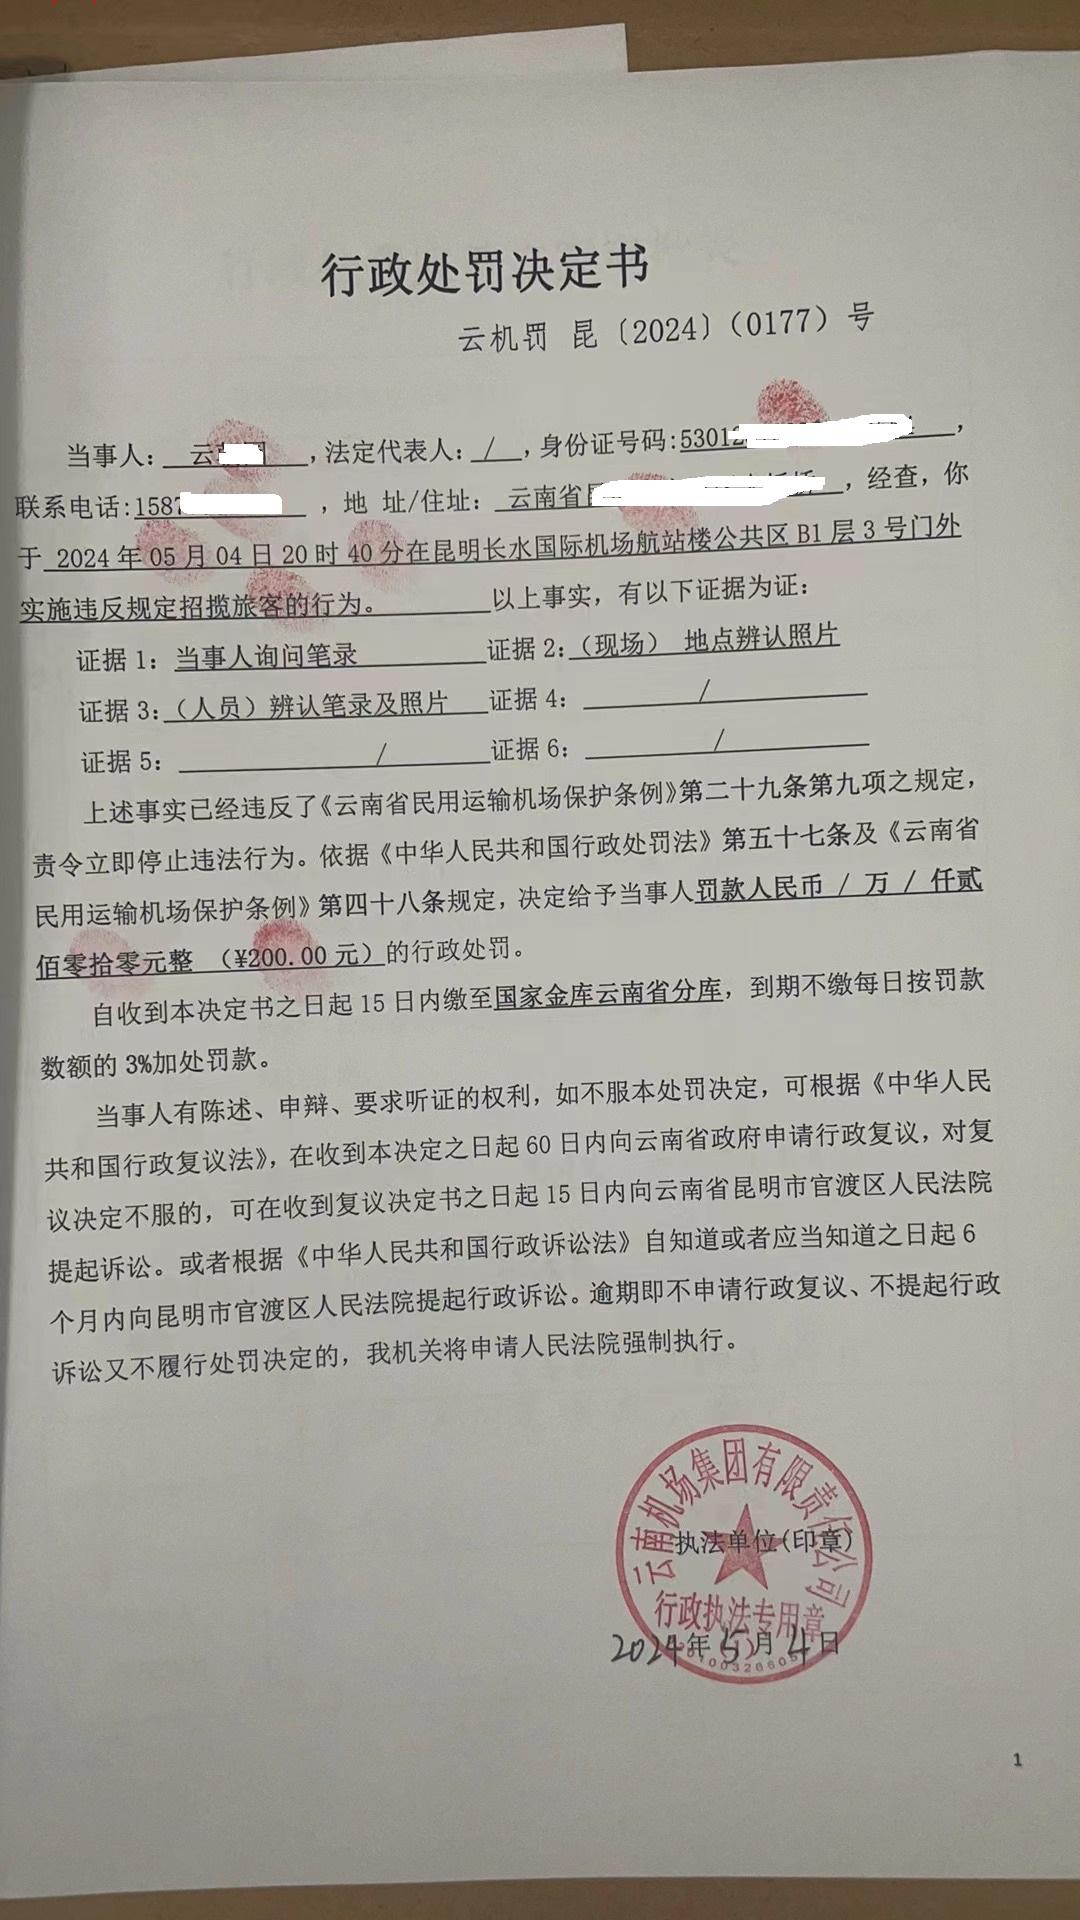 行政处罚决定书
云机罚 昆〔2024〕（0177）号
当事人： 云 ，法定代表人： / ，身份证号码:5301
联系电话:158 ，地 址/住址： 云南省 ，经查，你
于 2024 年 05 月 04 日 20 时 40 分在昆明长水国际机场航站楼公共区 B1 层 3 号门外
实施违反规定招揽旅客的行为。 以上事实，有以下证据为证：
证据 1：当事人询问笔录 证据 2：（现场） 地点辨认照片
证据 3：（人员）辨认笔录及照片 证据 4： /
证据 5： / 证据 6： /
上述事实已经违反了《云南省民用运输机场保护条例》第二十九条第九项之规定，
责令立即停止违法行为。依据《中华人民共和国行政处罚法》第五十七条及《云南省
民用运输机场保护条例》第四十八条规定，决定给予当事人罚款人民币 / 万 / 仟贰
佰零拾零元整 （¥200.00 元）的行政处罚。
自收到本决定书之日起 15 日内缴至国家金库云南省分库，到期不缴每日按罚款
数额的 3%加处罚款。
当事人有陈述、申辩、要求听证的权利，如不服本处罚决定，可根据《中华人民
共和国行政复议法》，在收到本决定之日起 60 日内向云南省政府申请行政复议，对复
议决定不服的，可在收到复议决定书之日起 15 日内向云南省昆明市官渡区人民法院
提起诉讼。或者根据《中华人民共和国行政诉讼法》自知道或者应当知道之日起 6
个月内向昆明市官渡区人民法院提起行政诉讼。逾期即不申请行政复议、不提起行政
诉讼又不履行处罚决定的，我机关将申请人民法院强制执行。
云南机场集团有限责任公司
执法单位(印章)
行政执法专用章
(1)
2024年5月4日
1